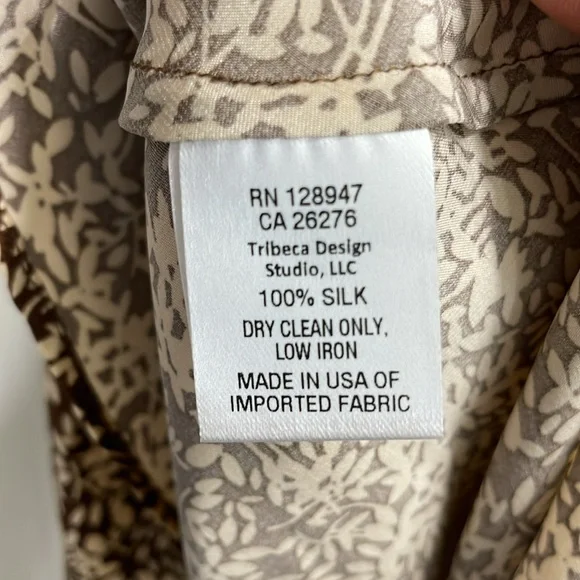 RN 128947
CA 26276
Tribeca Design
Studio, LLC
100% SILK
DRY CLEAN ONLY,
LOW IRON
MADE IN USA OF
IMPORTED FABRIC